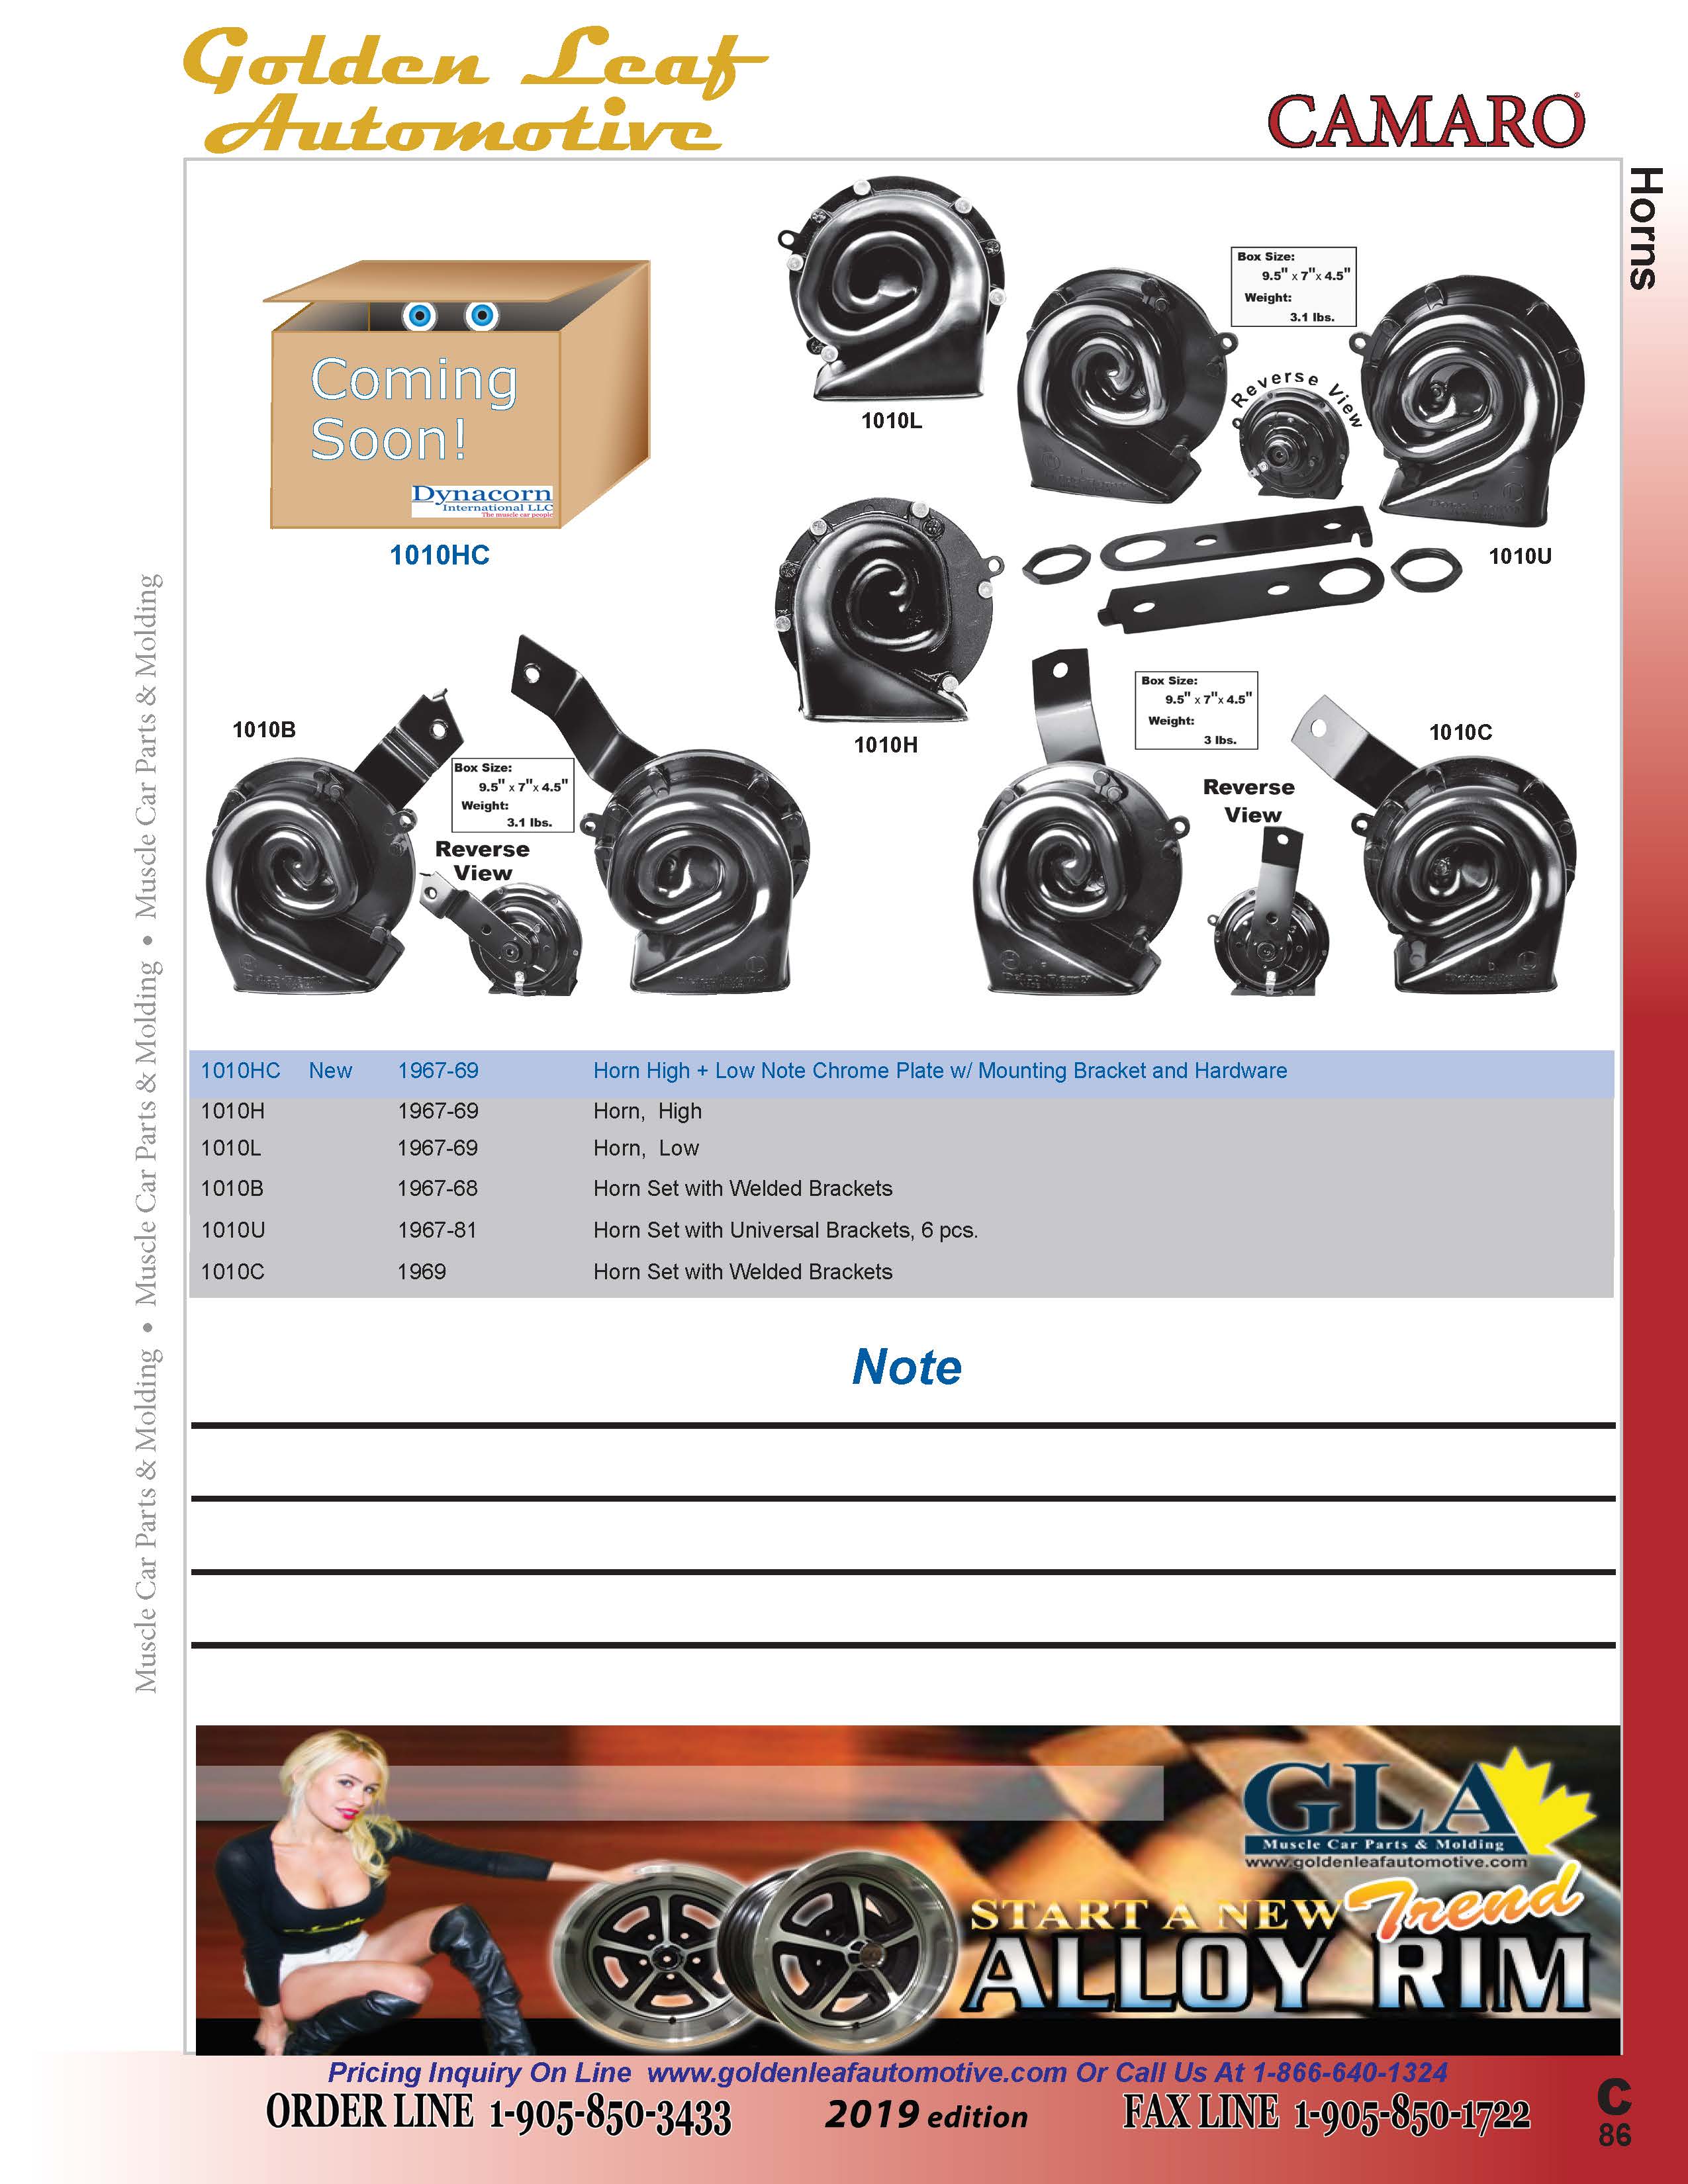 Golden Leaf
Automotive
CAMARO®
Horns
Coming
Soon!
Dynacorn
International LLC
The muscle car people
1010HC
1010L
Box Size:
9.5" x 7"x 4.5"
Weight:
3.1 lbs.
Reverse View
1010U
1010H
1010B
Box Size:
9.5" x 7"x 4.5"
Weight:
3.1 lbs.
Reverse
View
Box Size:
9.5" x 7"x 4.5"
Weight:
3 lbs.
1010C
Reverse
View
1010HC New 1967-69 Horn High + Low Note Chrome Plate w/ Mounting Bracket and Hardware
1010H 1967-69 Horn, High
1010L 1967-69 Horn, Low
1010B 1967-68 Horn Set with Welded Brackets
1010U 1967-81 Horn Set with Universal Brackets, 6 pcs.
1010C 1969 Horn Set with Welded Brackets
Note
Muscle Car Parts & Molding • Muscle Car Parts & Molding • Muscle Car Parts & Molding
GLA
Muscle Car Parts & Molding
www.goldenleafautomotive.com
START A NEW Trend
ALLOY RIM
Pricing Inquiry On Line www.goldenleafautomotive.com Or Call Us At 1-866-640-1324
ORDER LINE 1-905-850-3433 2019 edition FAX LINE 1-905-850-1722
C
86